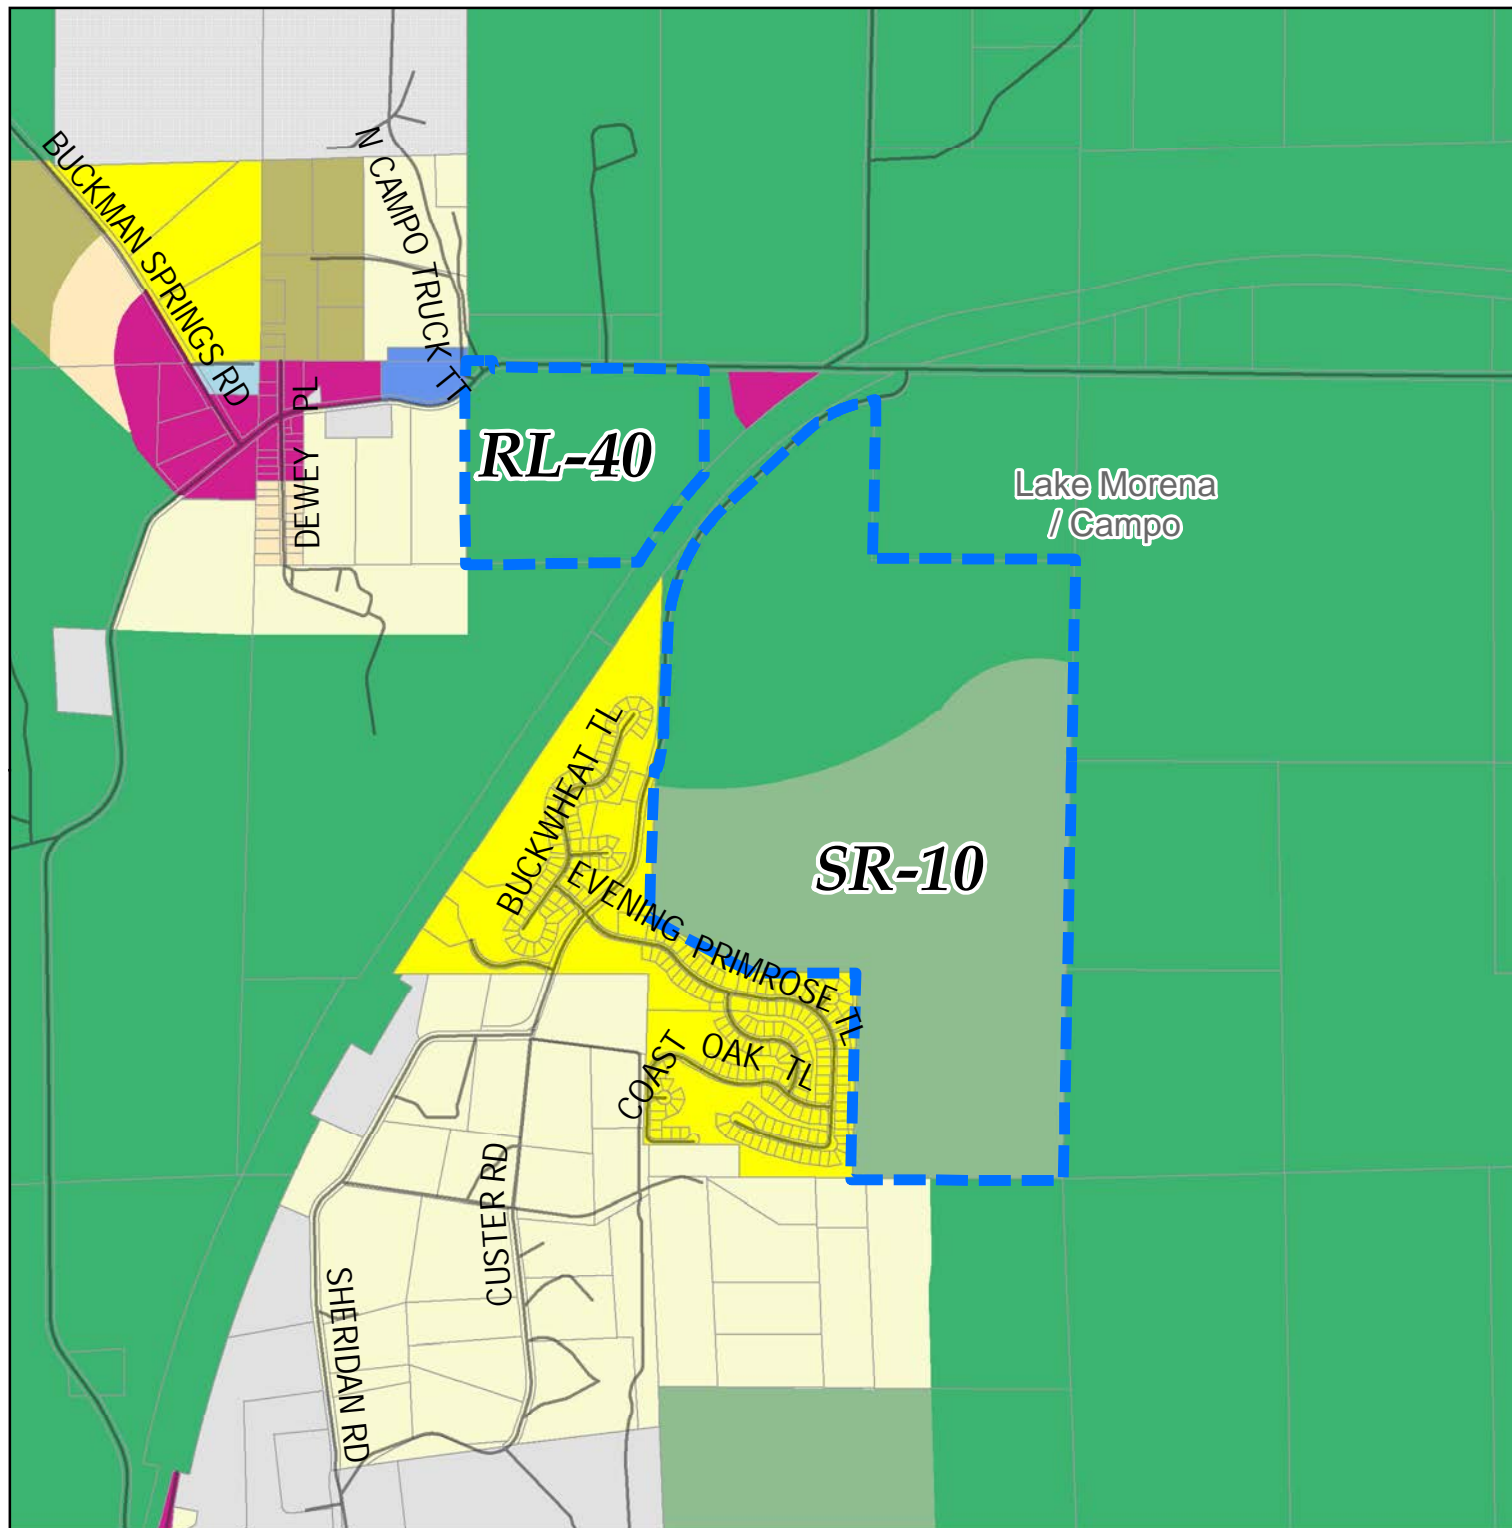 BUCKMAN SPRINGS RD
N CAMPO TRUCK TT
DEWEY PL
RL-40
Lake Morena
/ Campo
BUCKWHEAT TL
SR-10
EVENING PRIMROSE TL
COAST OAK TL
CUSTER RD
SHERIDAN RD